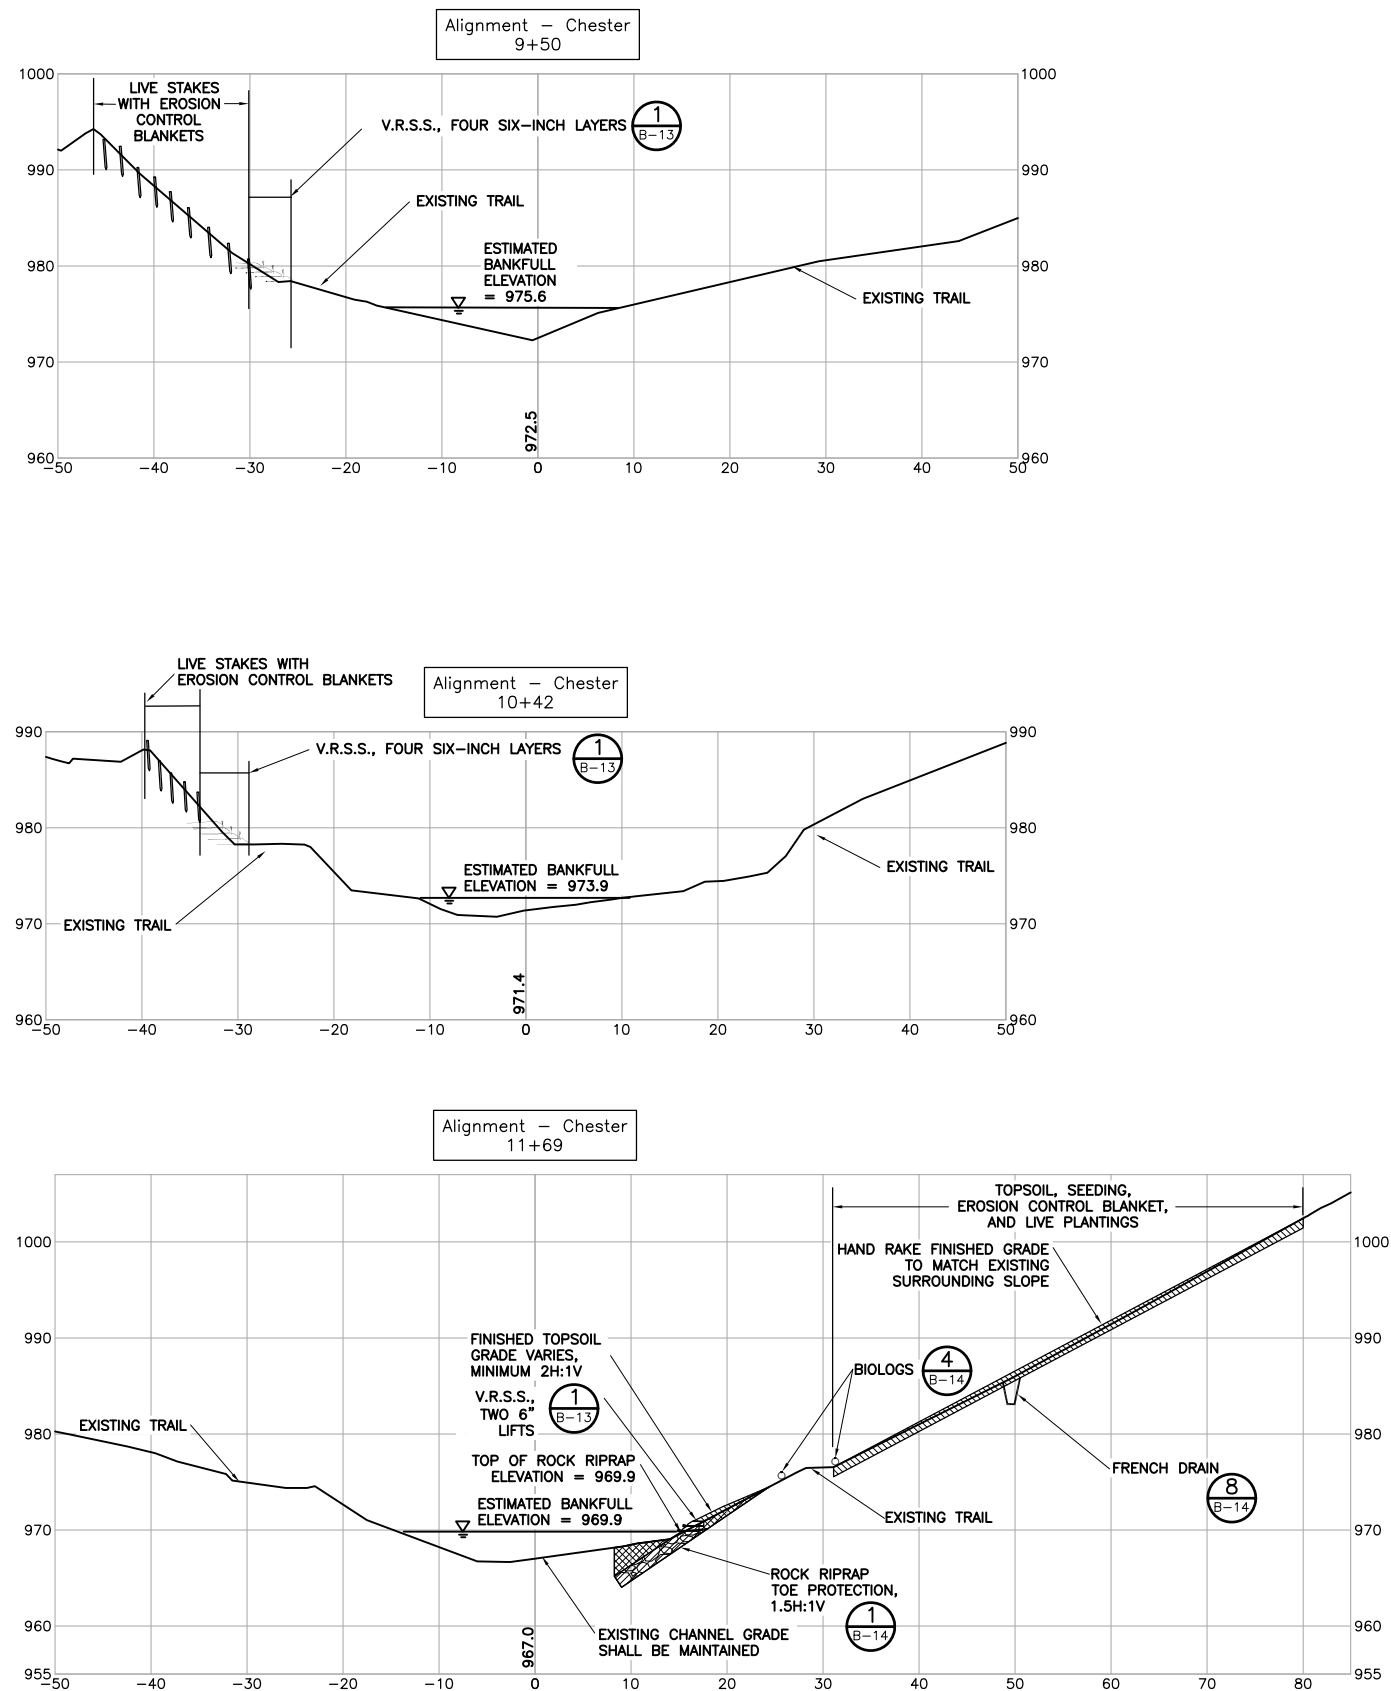 Alignment – Chester
9+50
1000
1000
LIVE STAKES
WITH EROSION
CONTROL
BLANKETS
V.R.S.S., FOUR SIX–INCH LAYERS
1
B–13
990
990
EXISTING TRAIL
ESTIMATED
BANKFULL
ELEVATION
= 975.6
980
980
EXISTING TRAIL
970
970
972.5
960
960
–50
–40
–30
–20
–10
0
10
20
30
40
50
LIVE STAKES WITH
EROSION CONTROL BLANKETS
Alignment – Chester
10+42
990
990
V.R.S.S., FOUR SIX–INCH LAYERS
1
B–13
980
980
ESTIMATED BANKFULL
ELEVATION = 973.9
EXISTING TRAIL
EXISTING TRAIL
970
970
971.4
960
960
–50
–40
–30
–20
–10
0
10
20
30
40
50
Alignment – Chester
11+69
TOPSOIL, SEEDING,
EROSION CONTROL BLANKET,
AND LIVE PLANTINGS
1000
1000
HAND RAKE FINISHED GRADE
TO MATCH EXISTING
SURROUNDING SLOPE
990
990
FINISHED TOPSOIL
GRADE VARIES,
MINIMUM 2H:1V
BIOLOGS
4
B–14
V.R.S.S.,
TWO 6"
LIFTS
1
B–13
EXISTING TRAIL
980
980
TOP OF ROCK RIPRAP
ELEVATION = 969.9
FRENCH DRAIN
8
B–14
ESTIMATED BANKFULL
ELEVATION = 969.9
EXISTING TRAIL
970
970
ROCK RIPRAP
TOE PROTECTION,
1.5H:1V
1
B–14
960
960
967.0
EXISTING CHANNEL GRADE
SHALL BE MAINTAINED
955
955
–50
–40
–30
–20
–10
0
10
20
30
40
50
60
70
80